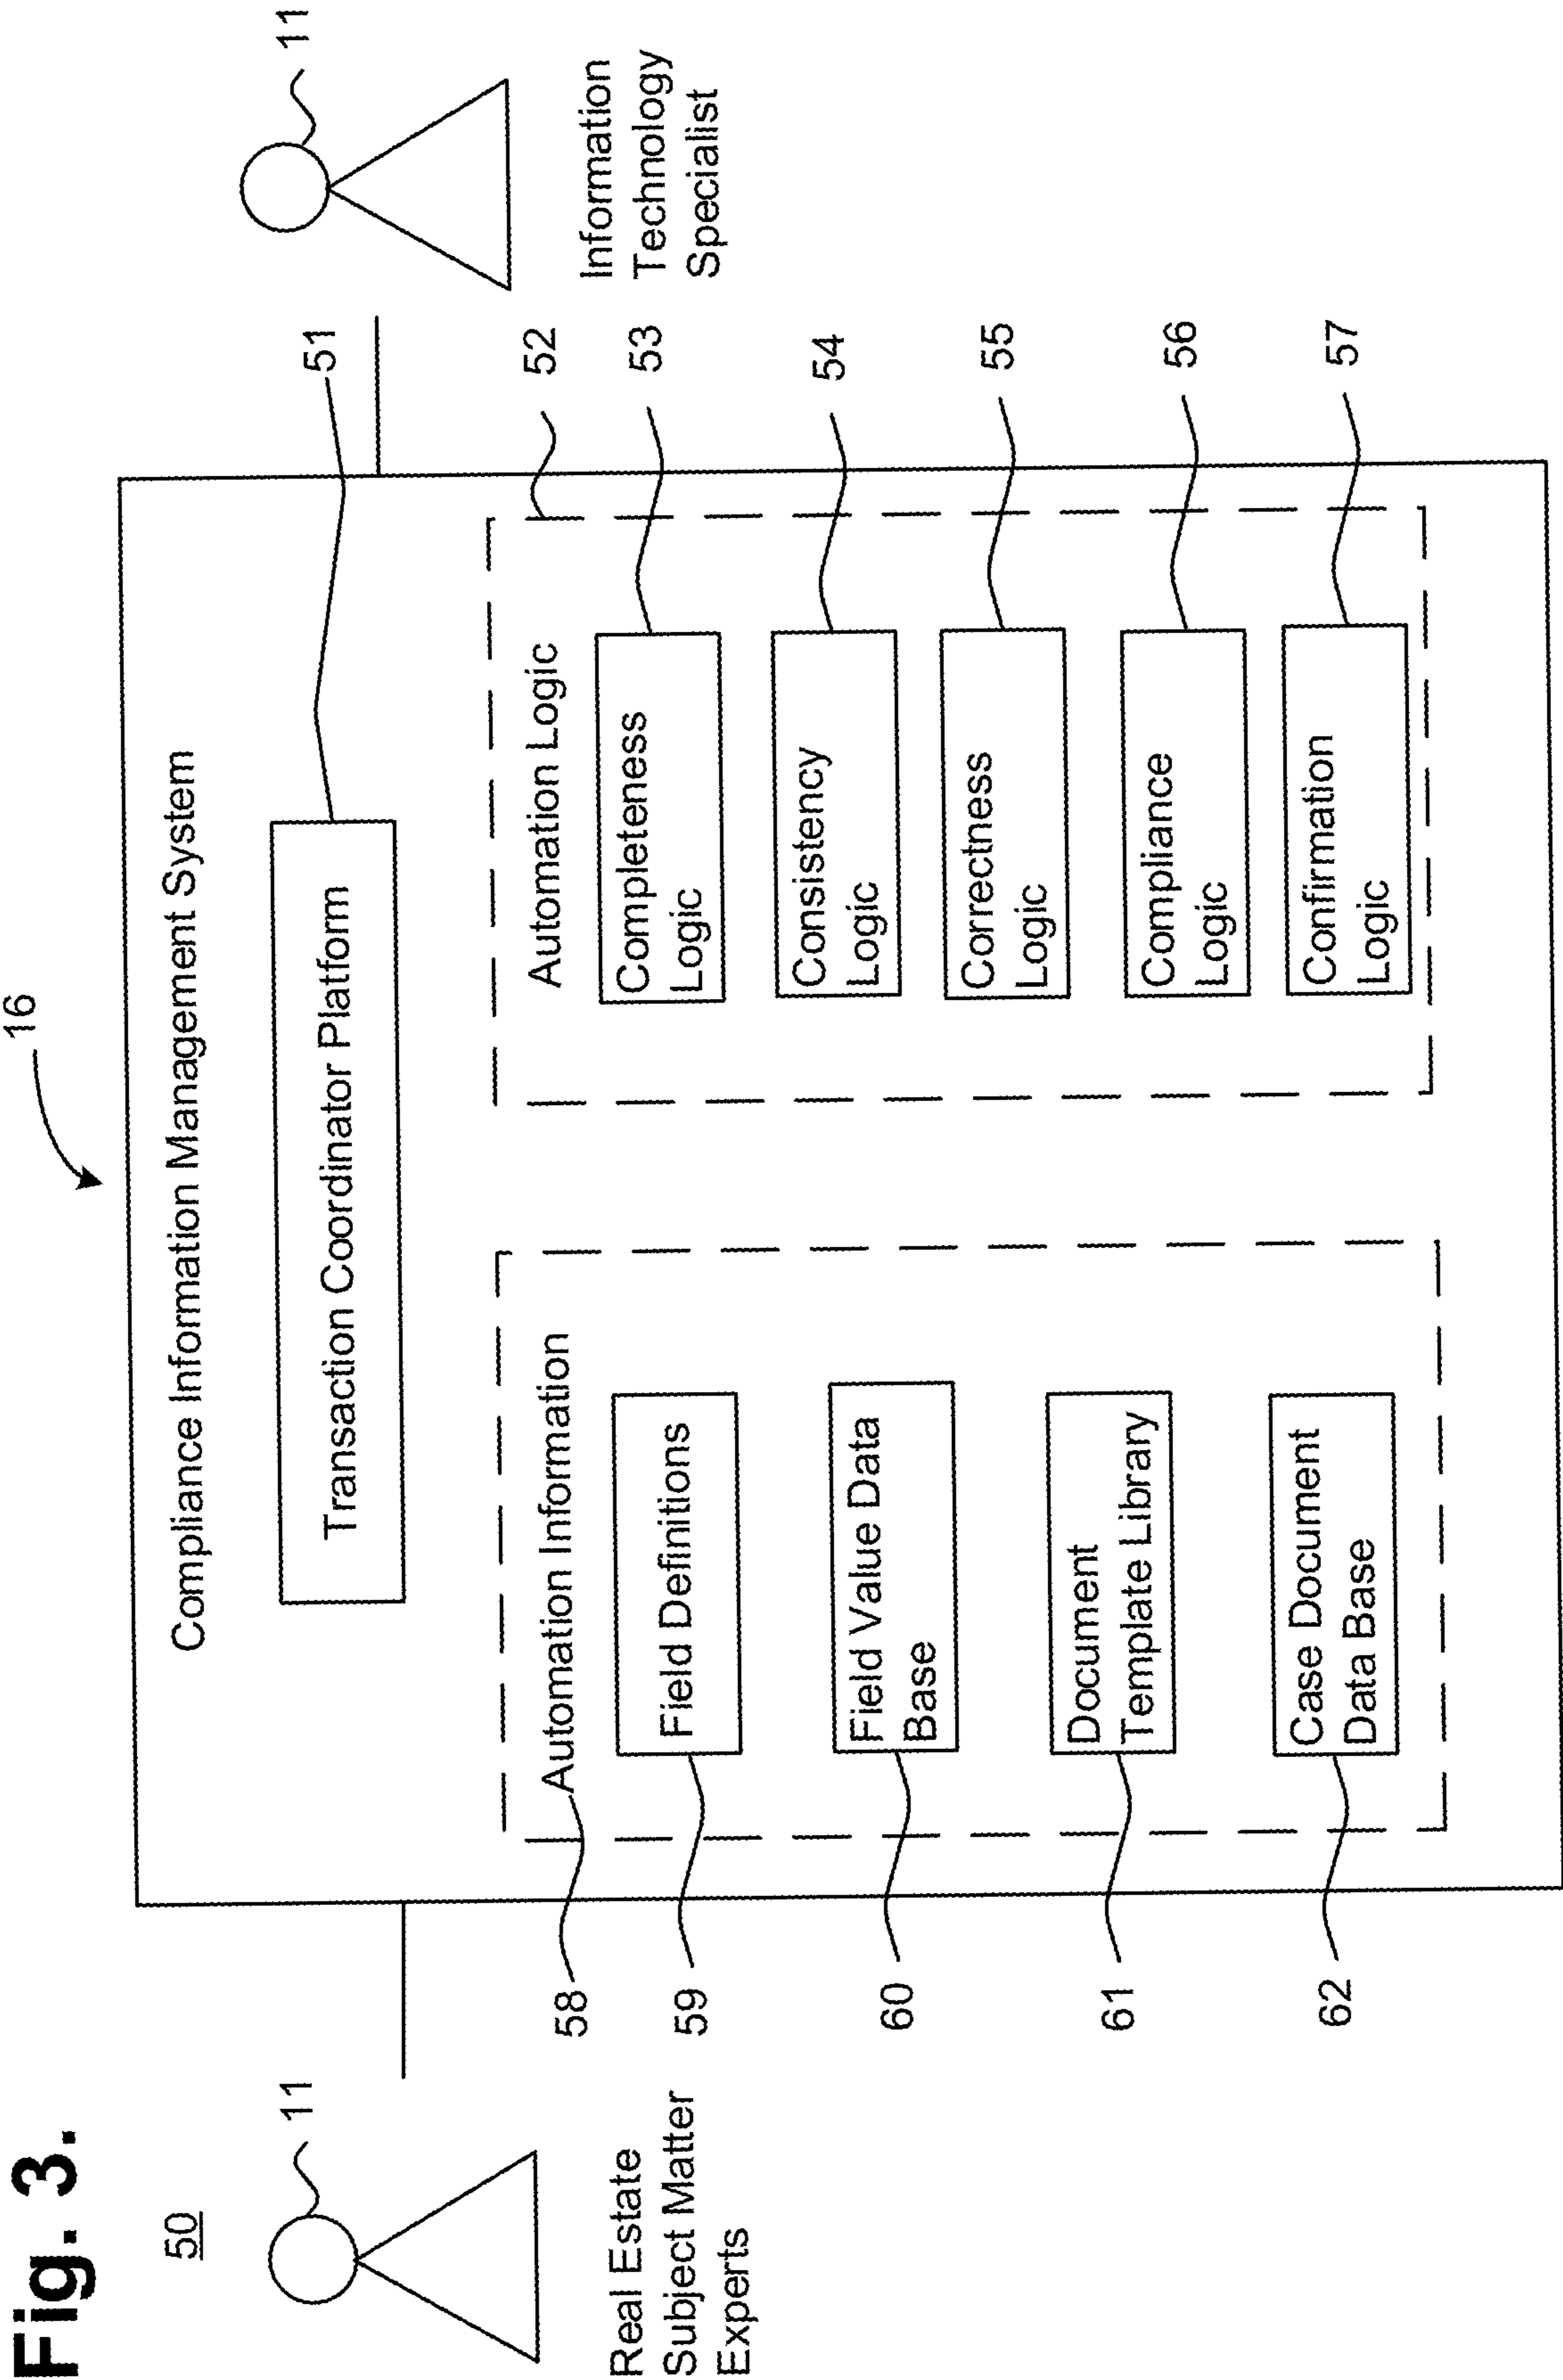 Fig. 3.
50
16
11
Real Estate
Subject Matter
Experts
11
Information
Technology
Specialist
Compliance Information Management System
Transaction Coordinator Platform
51
Automation Information
58
Field Definitions
59
Field Value Data
Base
60
Document
Template Library
61
Case Document
Data Base
62
Automation Logic
52
Completeness
Logic
53
Consistency
Logic
54
Correctness
Logic
55
Compliance
Logic
56
Confirmation
Logic
57